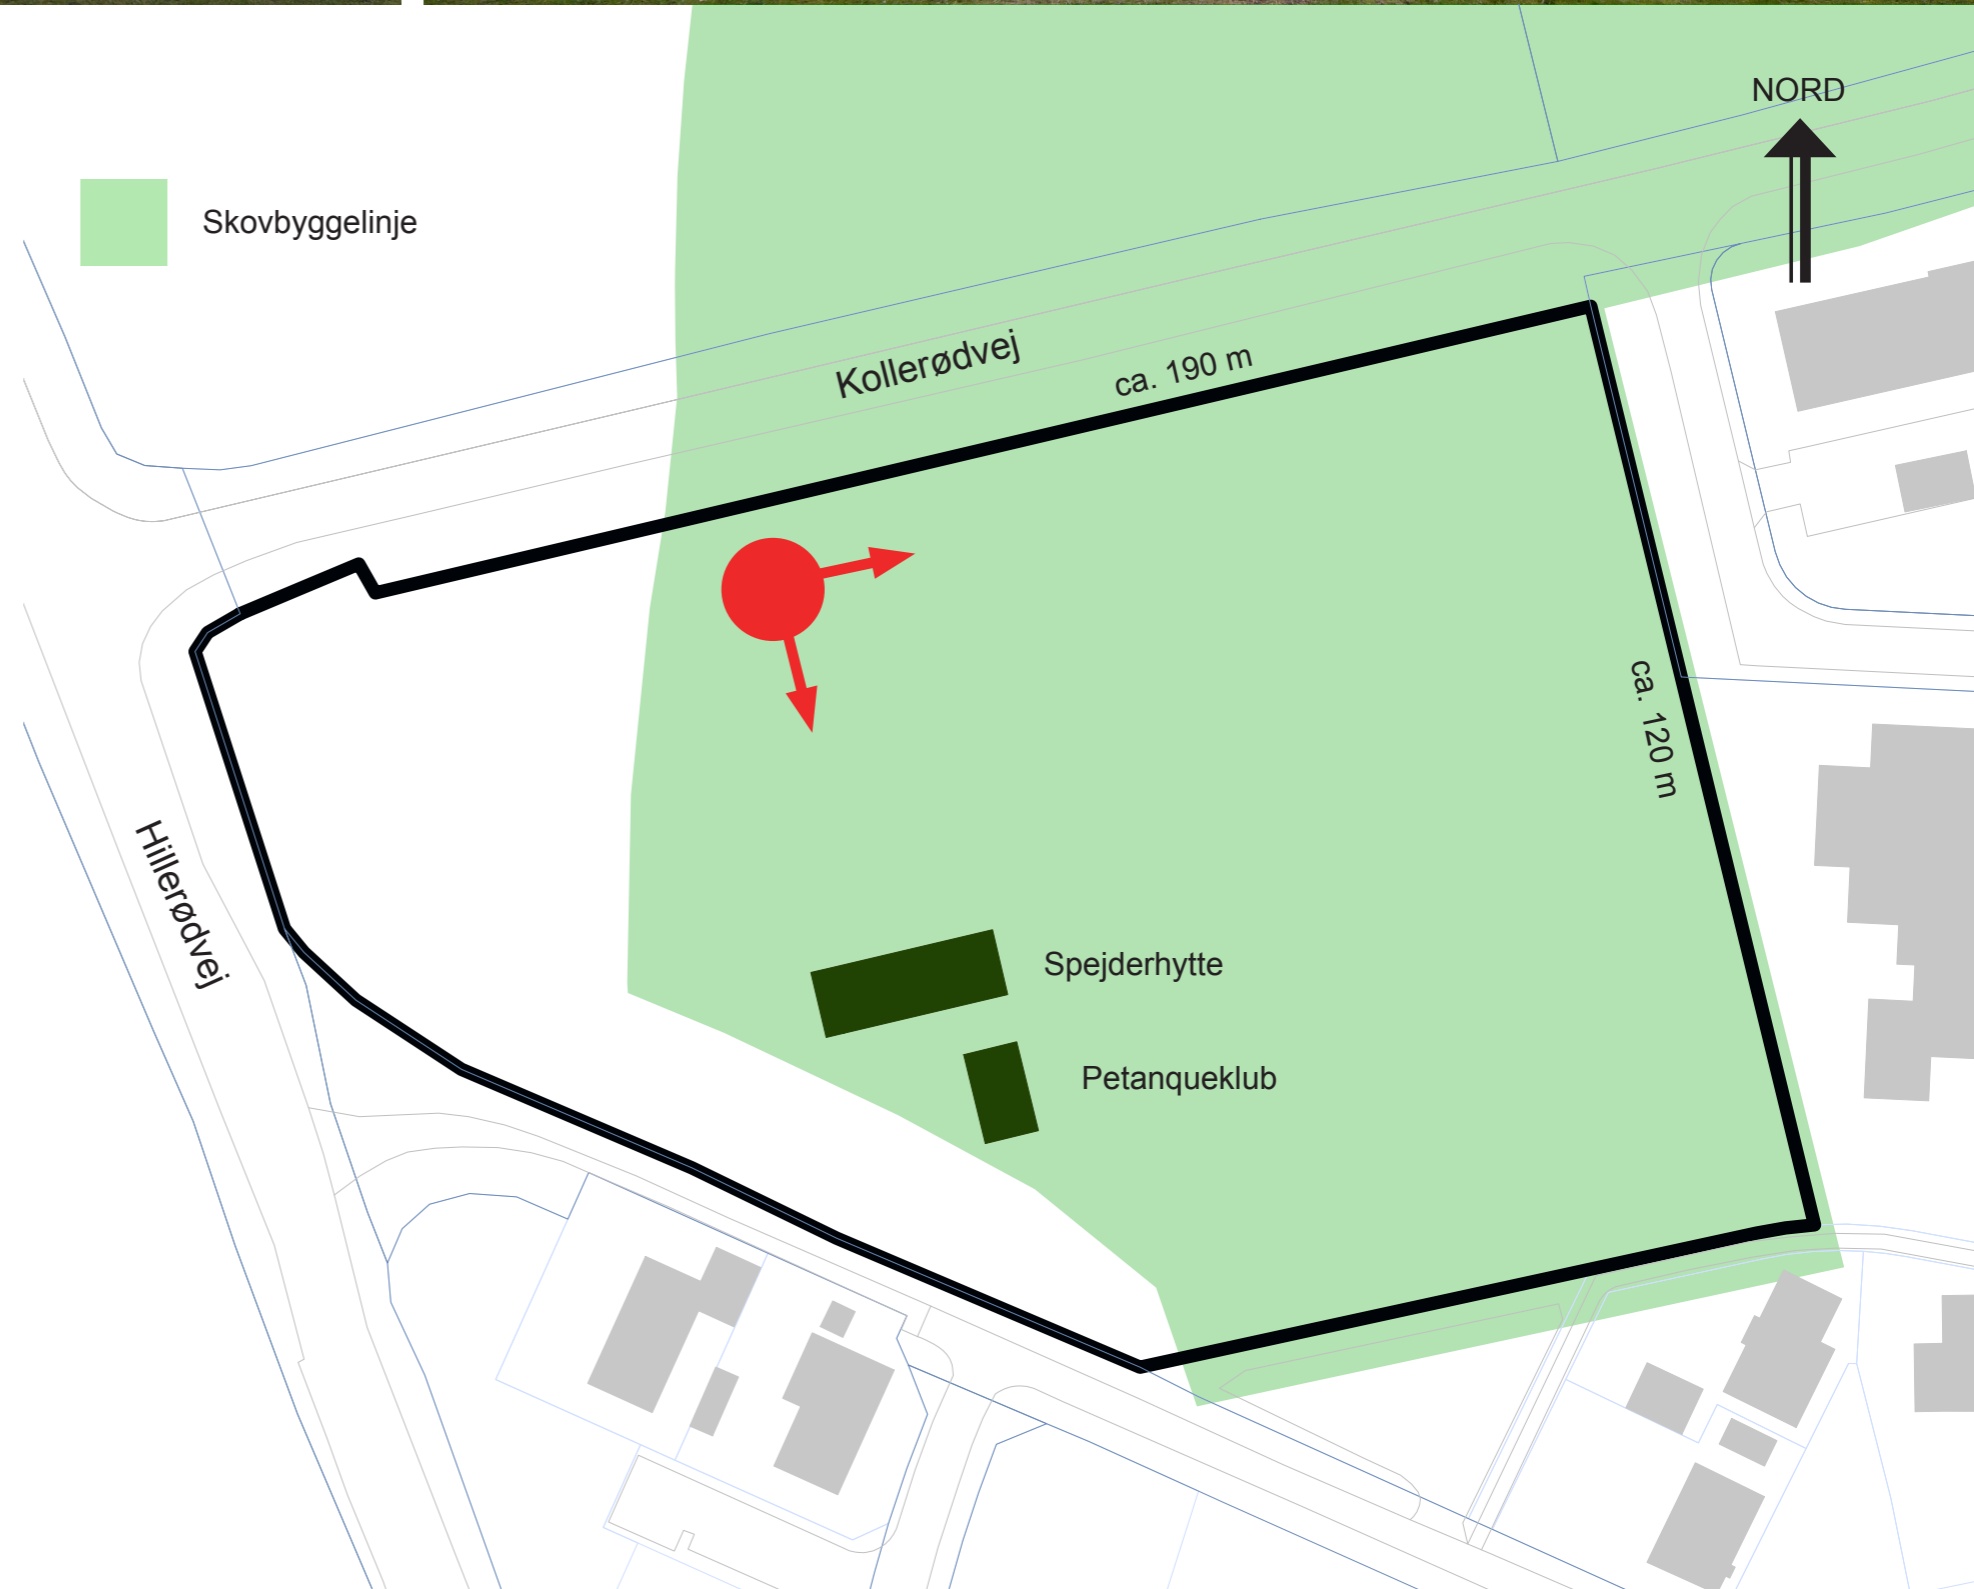 NORD
Skovbyggelinje
Kollerødvej
ca. 190 m
ca. 120 m
Hillerødvej
Spejderhytte
Petanqueklub